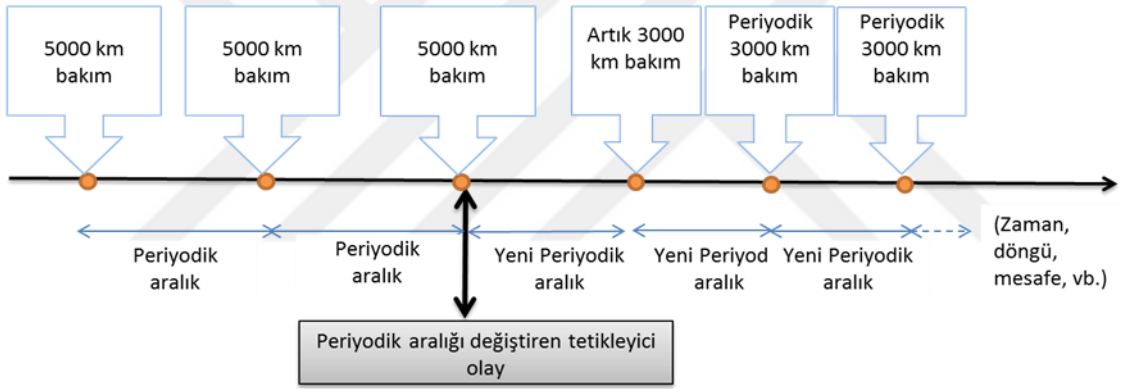 5000 km
bakım
5000 km
bakım
5000 km
bakım
Artık 3000
km bakım
Periyodik
3000 km
bakım
Periyodik
3000 km
bakım
Periyodik
aralık
Periyodik
aralık
Yeni Periyodik
aralık
Yeni Periyod
aralık
Yeni Periyodik
aralık
(Zaman,
döngü,
mesafe, vb.)
Periyodik aralığı değiştiren tetikleyici
olay